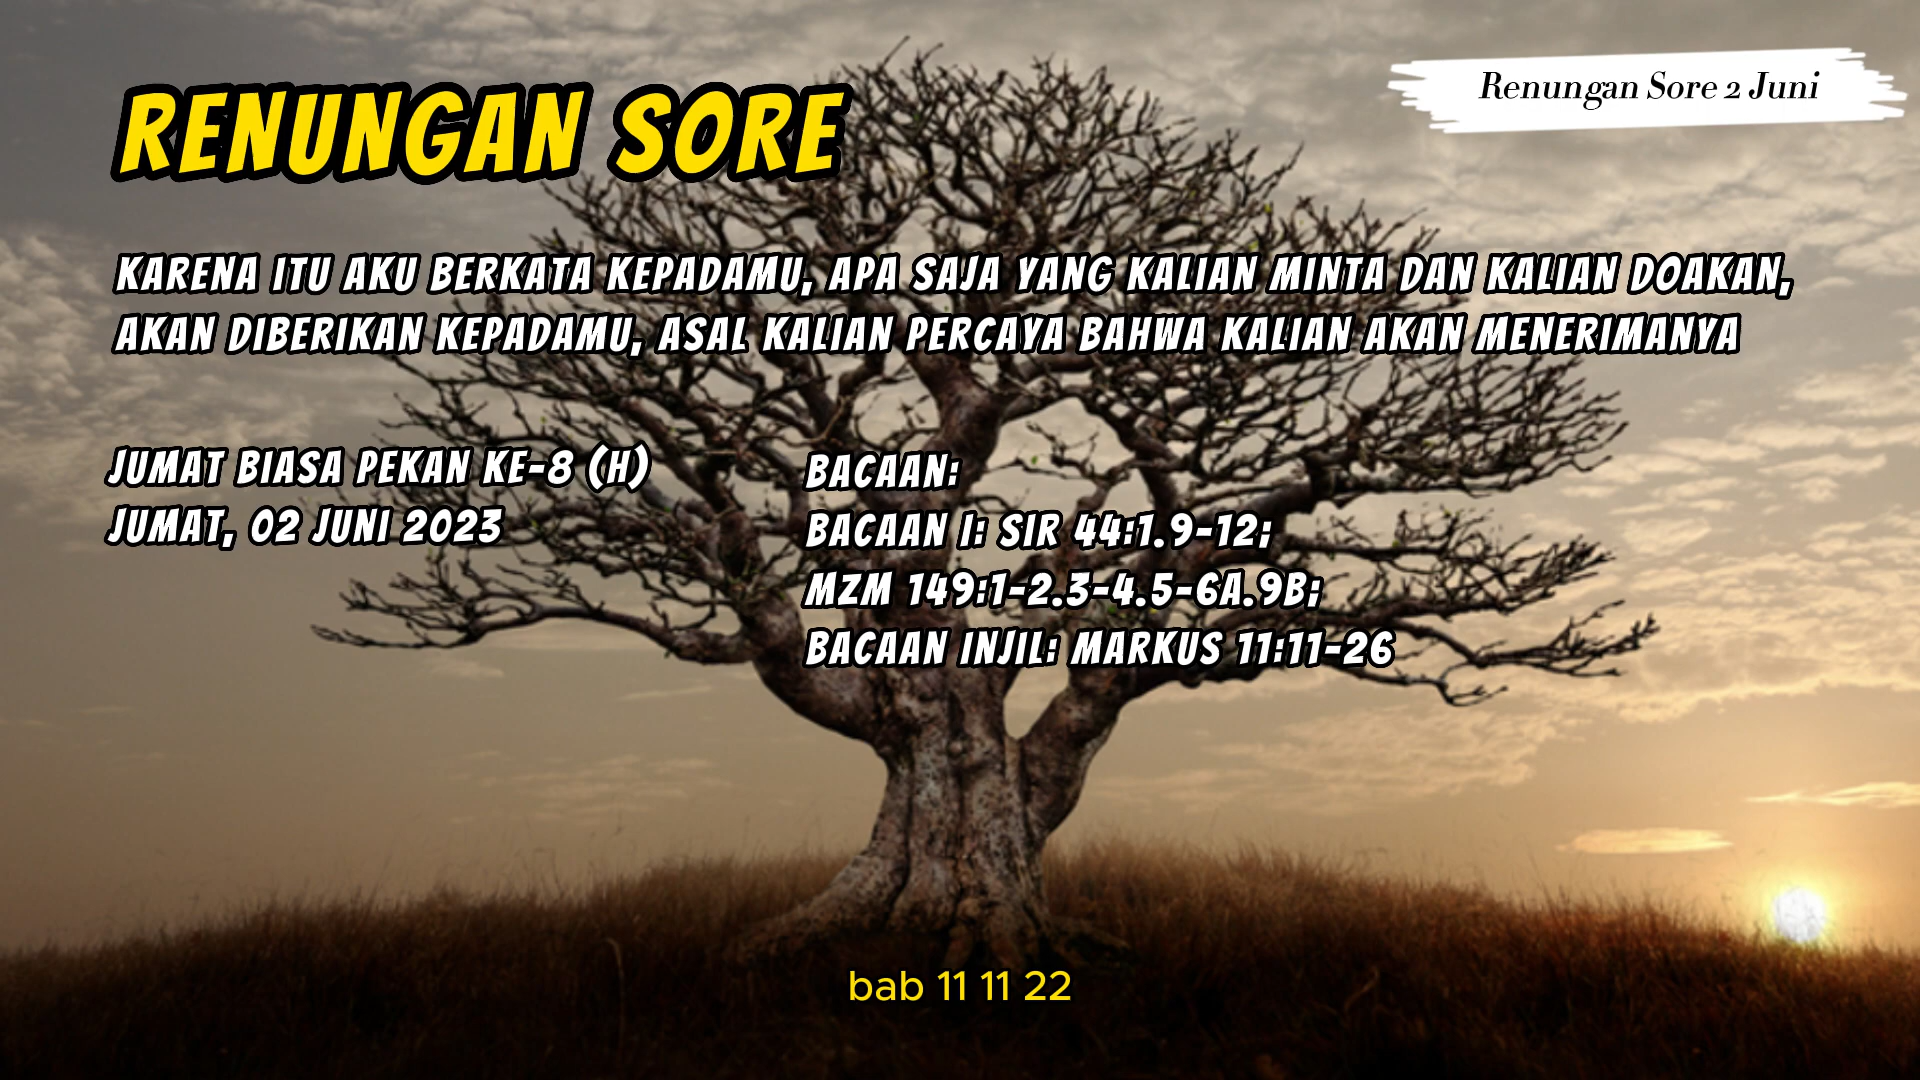 Renungan Sore 2 Juni
RENUNGAN SORE
KARENA ITU AKU BERKATA KEPADAMU, APA SAJA YANG KALIAN MINTA DAN KALIAN DOAKAN,
AKAN DIBERIKAN KEPADAMU, ASAL KALIAN PERCAYA BAHWA KALIAN AKAN MENERIMANYA
JUMAT BIASA PEKAN KE-8 (H)
JUMAT, 02 JUNI 2023
BACAAN:
BACAAN I: SIR 44:1.9-12;
MZM 149:1-2.3-4.5-6A.9B;
BACAAN INJIL: MARKUS 11:11-26
bab 11 11 22